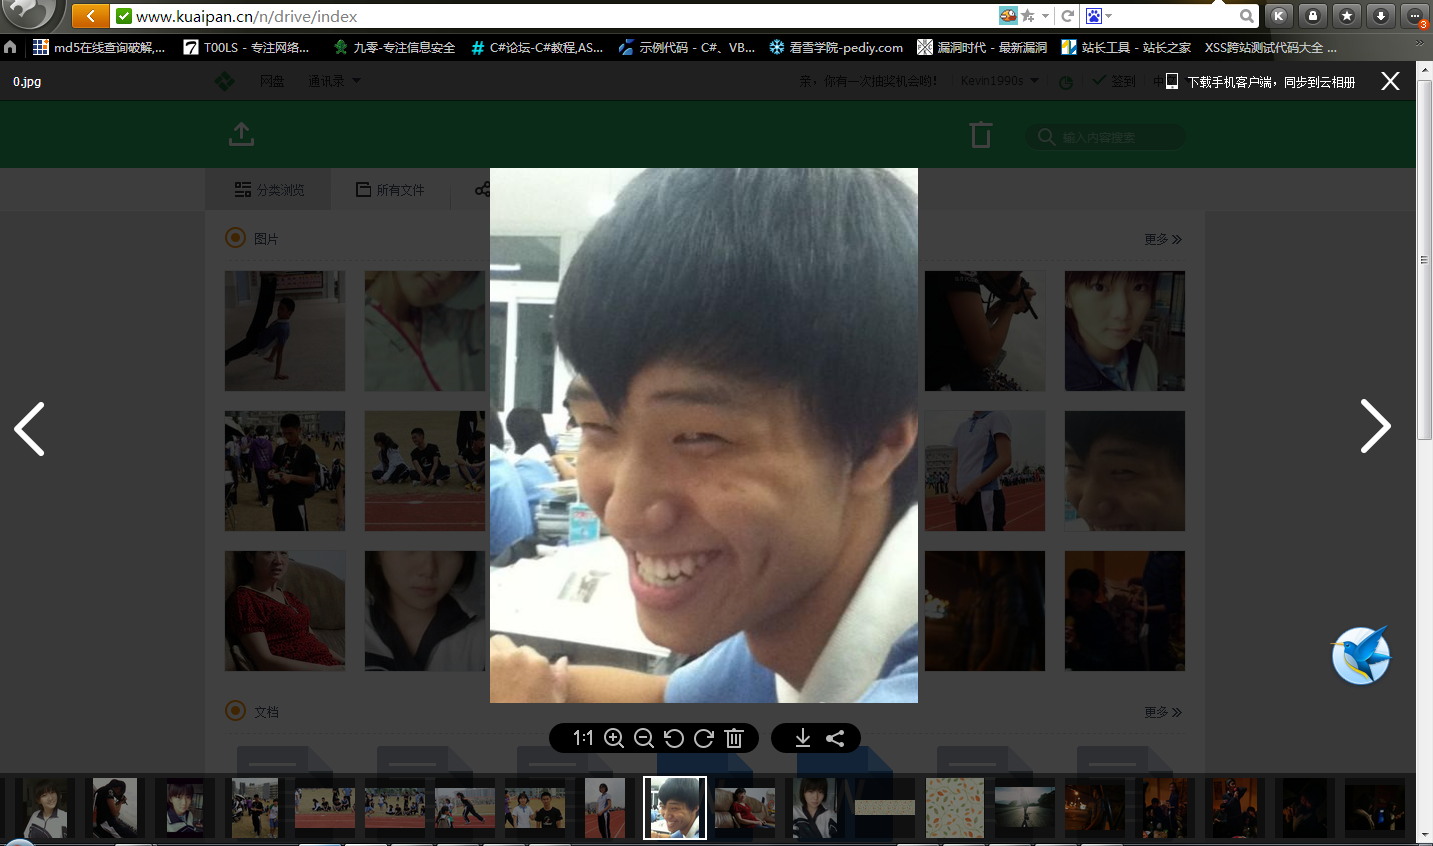 www.kuaipan.cn/n/drive/index
md5在线查询破解,... T00LS - 专注网络... 九零-专注信息安全 C#论坛-C#教程,AS... 示例代码 - C#、VB... 看雪学院-pediy.com 漏洞时代 - 最新漏洞 站长工具 - 站长之家 XSS跨站测试代码大全 ...
0.jpg 网盘 通讯录 亲，你有一次抽奖机会哟! Kevin1990s 签到 中 下载手机客户端，同步到云相册
输入内容搜索
分类浏览 所有文件
图片 更多
文档 更多
1:1